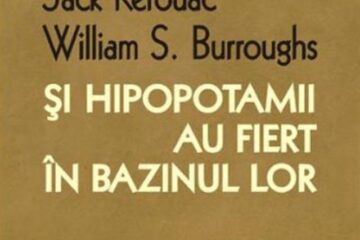 Jack Kerouac
William S. Burroughs
ŞI HIPOPOTAMII
AU FIERT
ÎN BAZINUL LOR